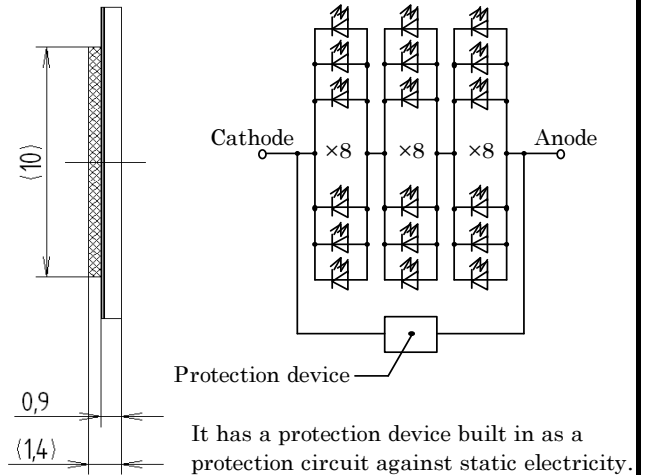 Cathode
Anode
×8 ×8 ×8
(10)
Protection device
0,9
(1,4)
It has a protection device built in as a
protection circuit against static electricity.